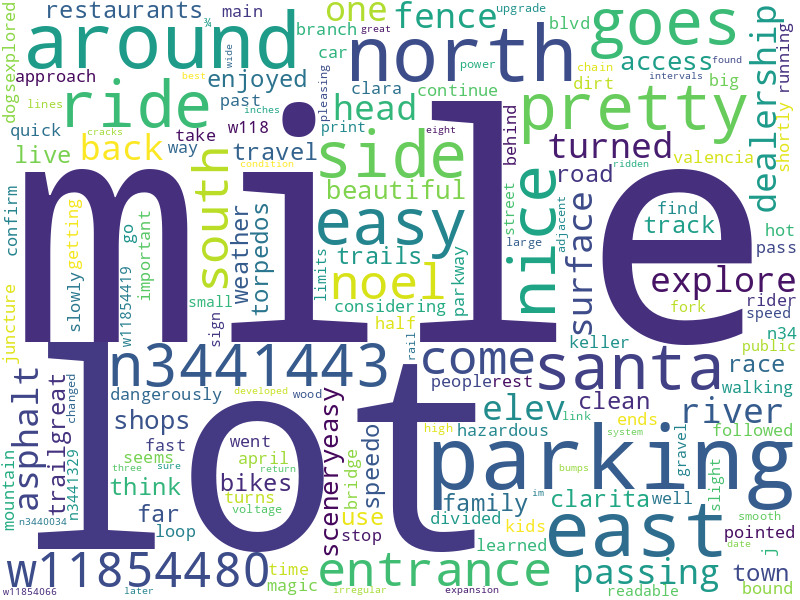 restaurants ¾ main branch one fence upgrade great blvd goes
dogsexplored around wide pleasing car north power access found dealership running
approach enjoyed clara continue chain dirt big intervals
lines ride past head best pretty shortly
quick inches w118 print eight behind turned
live cracks back take way travel side condition street road ridden valencia
confirm beautiful large nice adjacent find track hot pass
mile
getting go important south weather torpedos easy trails limits parkway surface explore
slowly w11854419 small noel considering fork rider speed
juncture sign half keller n34 public
lot
n3441443 rail come santa race
changed dangerously developed wood people rest link clean walking
asphalt trailgreat shops sceneryeasy elev ends river
fast high hazardous system followed
mountain n3441329 seems went speedo parking gravel
three sure april return think bikes bridge family clarita well slight
n3440034 turns use divided kids im bumps smooth pointed
far loop voltage stop learned east date j
w11854480 time magic entrance passing town
w11854066 later irregular expansion readable bound